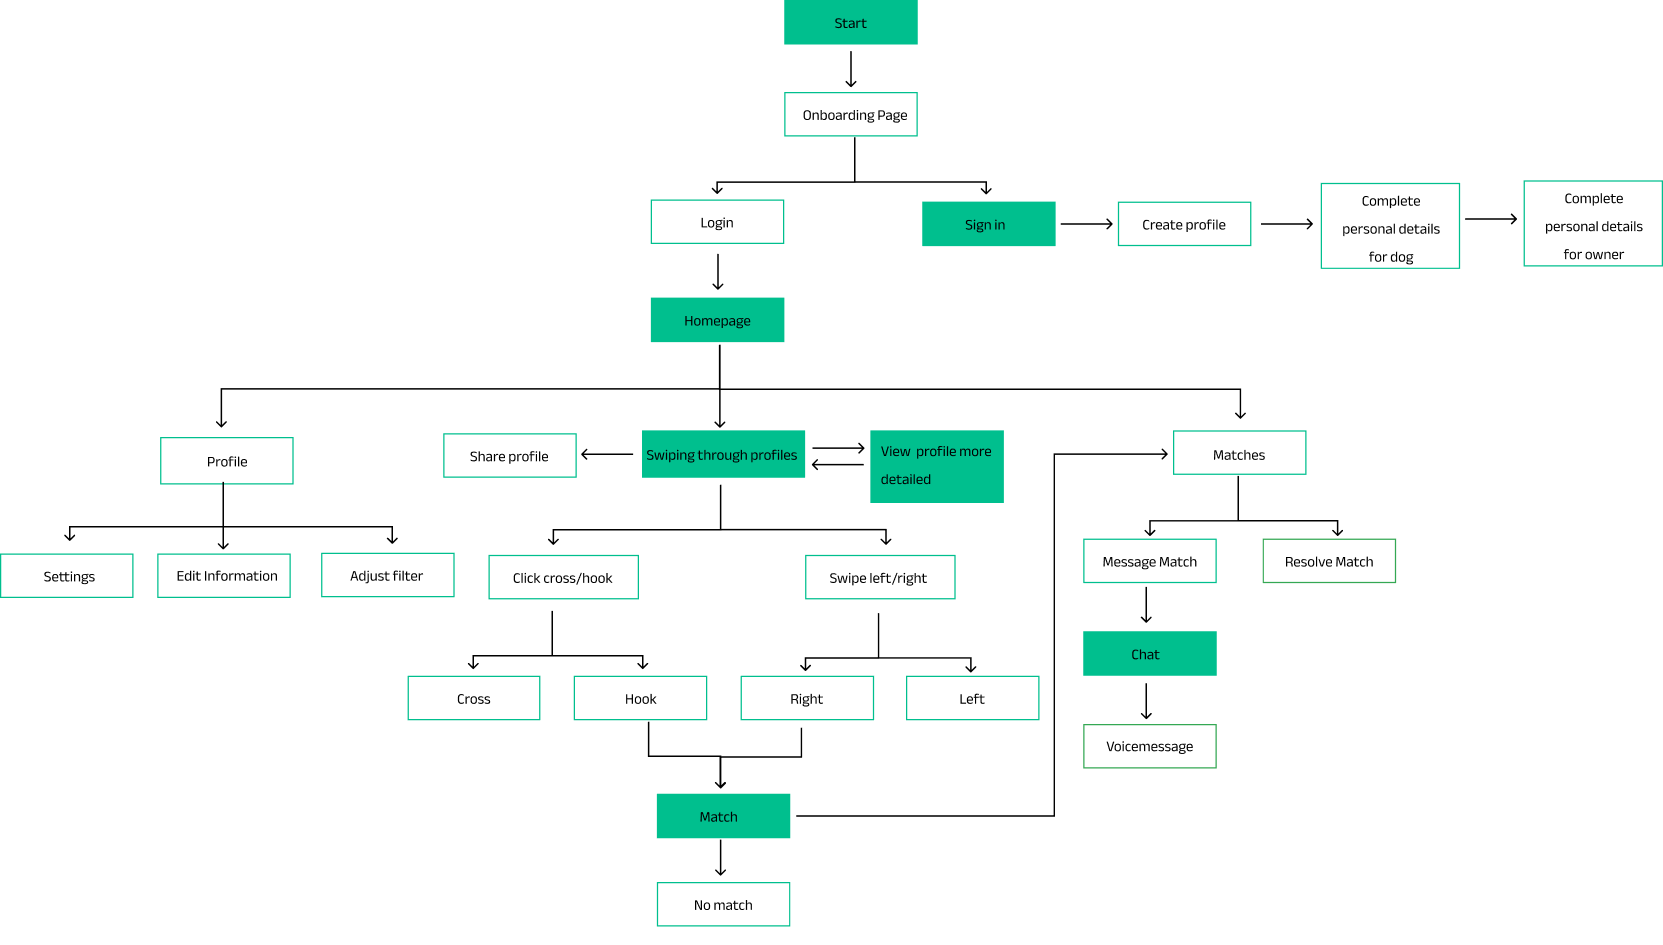 Start
Onboarding Page
Login
Sign in
Create profile
Complete
personal details
for dog
Complete
personal details
for owner
Homepage
Profile
Share profile
Swiping through profiles
View profile more
detailed
Matches
Settings
Edit Information
Adjust filter
Click cross/hook
Swipe left/right
Message Match
Resolve Match
Chat
Cross
Hook
Right
Left
Voicemessage
Match
No match